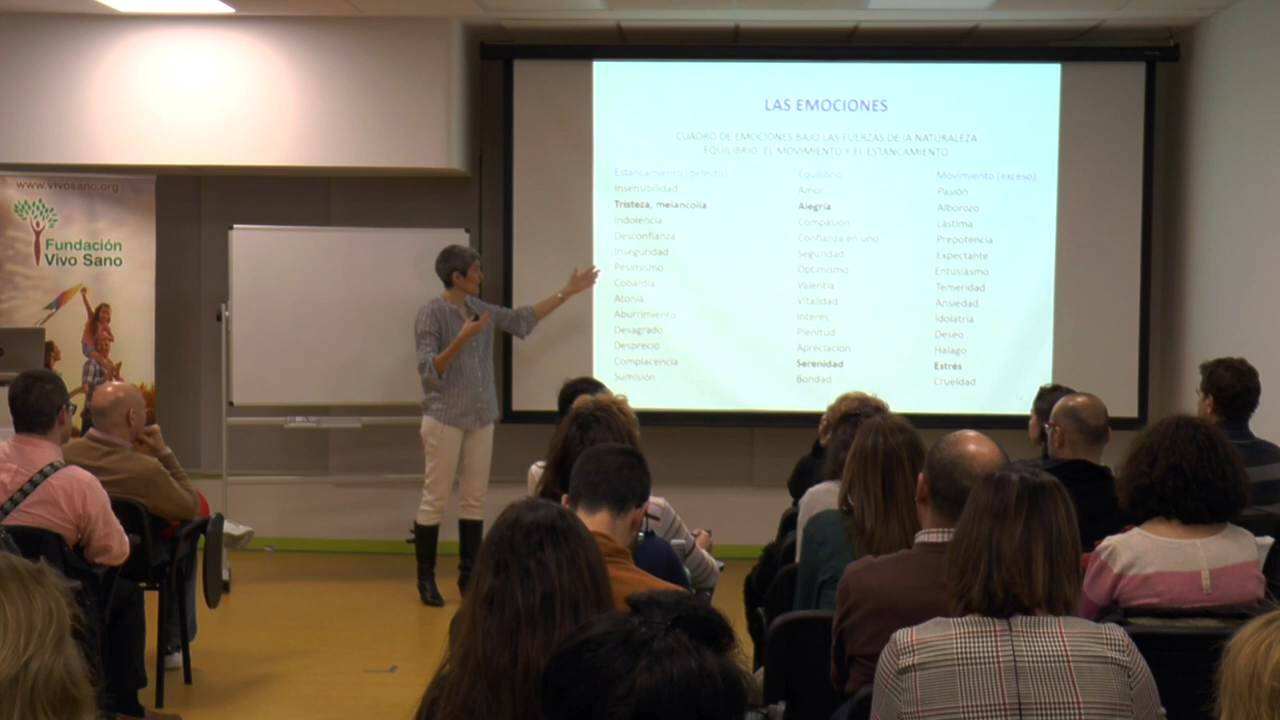 www.vivosano.org
Fundación
Vivo Sano
LAS EMOCIONES
CUADRO DE EMOCIONES BAJO LAS FUERZAS DE lA NATURALEZA
EQUILIBRIO, EL MOVIMIENTO Y EL ESTANCAMIENTO
Estancamiento (defecto) Equilibrio Movimiento (exceso)
Insensibilidad Amor Pasión
Tristeza, melancolía Alegría Alborozo
Indolencia Compasión Lástima
Desconfianza Confianza en uno Prepotencia
Inseguridad Seguridad Expectante
Pesimismo Optimismo Entusiasmo
Cobardía Valentía Temeridad
Atonía Vitalidad Ansiedad
Aburrimiento Interés Idolatría
Desagrado Plenitud Deseo
Desprecio Apreciación Halago
Complacencia Serenidad Estrés
Sumisión Bondad Crueldad